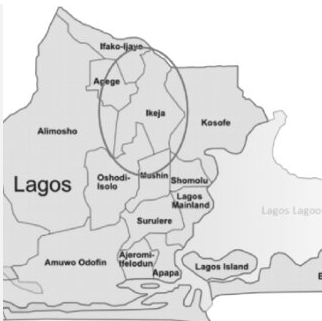 Ifako-Ijaye
Agege
Ikeja
Kosofe
Alimosho
Lagos
Oshodi-
Isolo
Mushin
Shomolu
Lagos
Mainland
Surulere
Lagos Lagoo
Amuwo Odofin
Ajeromi-
Ifelodun
Apapa
Lagos Island
E